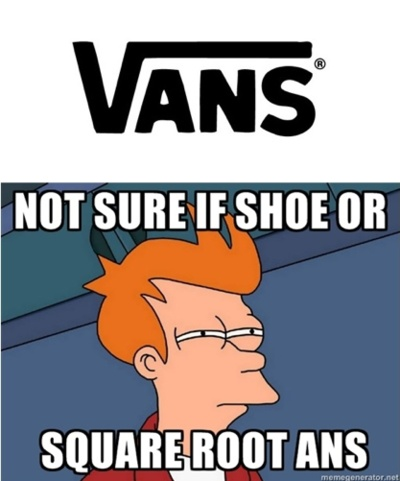 VANS®
NOT SURE IF SHOE OR
SQUARE ROOT ANS
memegenerator.net